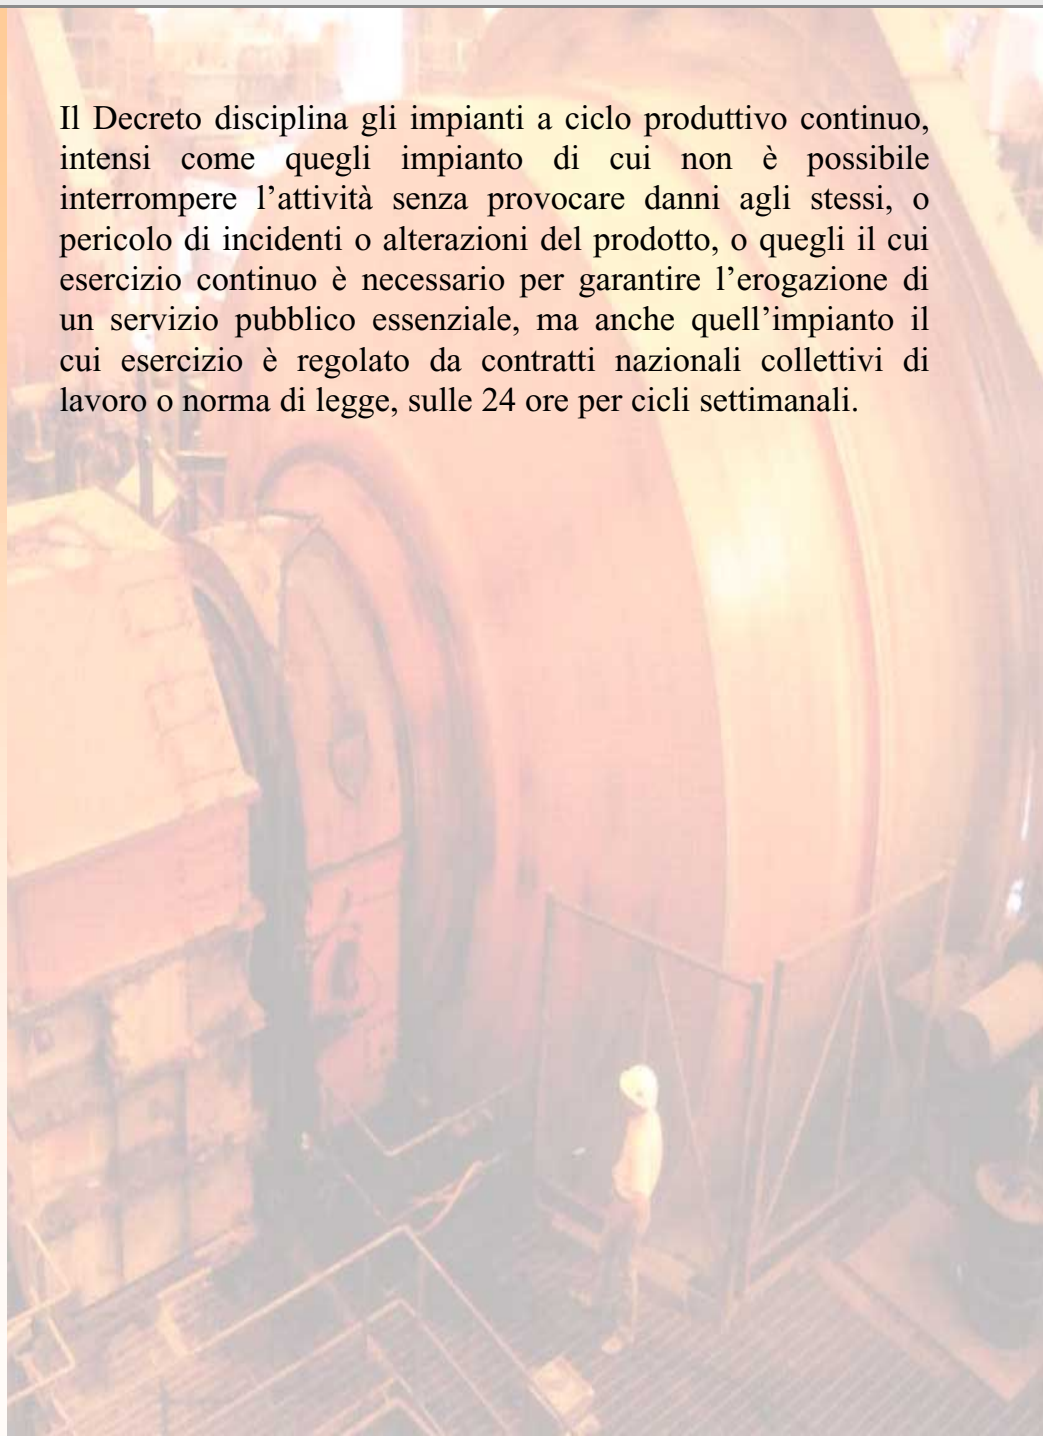 Il Decreto disciplina gli impianti a ciclo produttivo continuo,
intensi come quegli impianto di cui non è possibile
interrompere l’attività senza provocare danni agli stessi, o
pericolo di incidenti o alterazioni del prodotto, o quegli il cui
esercizio continuo è necessario per garantire l’erogazione di
un servizio pubblico essenziale, ma anche quell’impianto il
cui esercizio è regolato da contratti nazionali collettivi di
lavoro o norma di legge, sulle 24 ore per cicli settimanali.